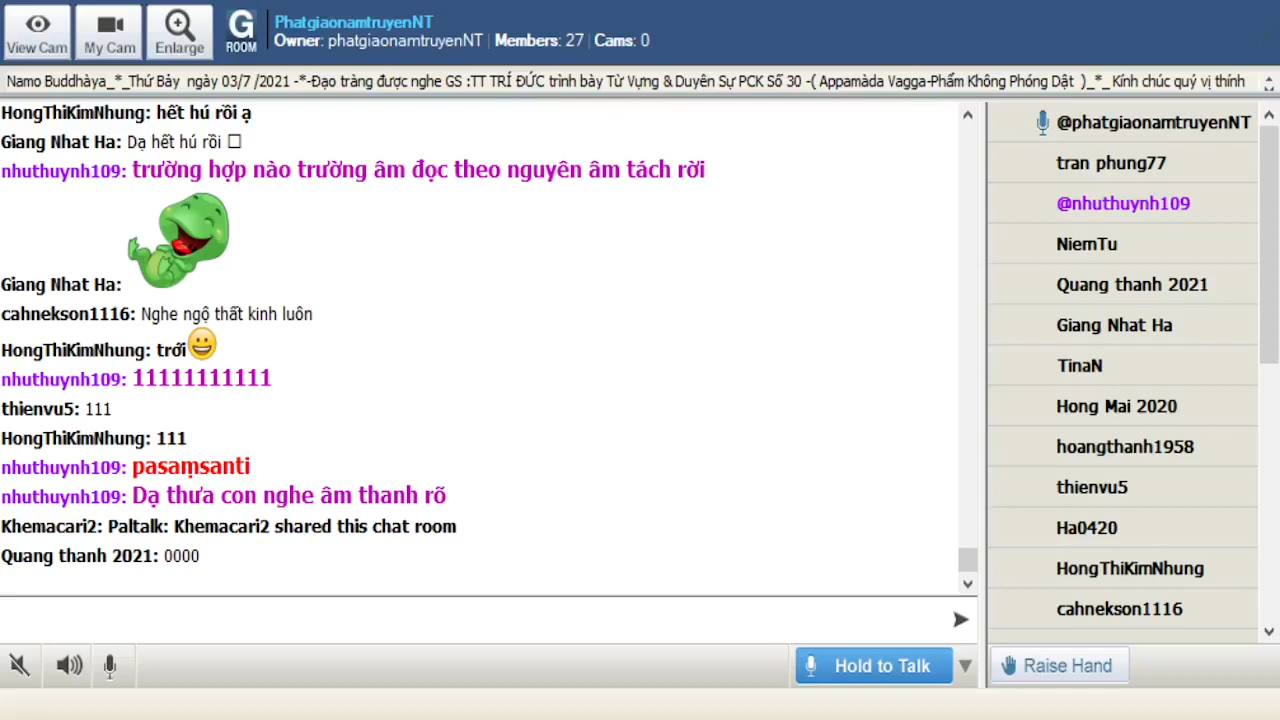 View Cam
My Cam
Enlarge
G
ROOM
PhatgiaonamtruyenNT
Owner: phatgiaonamtruyenNT | Members: 27 | Cams: 0
Namo Buddhàya_*_Thứ Bảy ngày 03/7 /2021 -*-Đạo tràng được nghe GS :TT TRÍ ĐỨC trình bày Từ Vựng & Duyên Sự PCK Số 30 -( Appamàda Vagga-Phẩm Không Phóng Dật )_*_ Kính chúc quý vị thính
HongThiKimNhung: hết hú rồi ạ
Giang Nhat Ha: Dạ hết hú rồi
nhuthuynh109: trường hợp nào trường âm đọc theo nguyên âm tách rời
Giang Nhat Ha:
cahnekson1116: Nghe ngộ thất kinh luôn
HongThiKimNhung: trới
nhuthuynh109: 11111111111
thienvu5: 111
HongThiKimNhung: 111
nhuthuynh109: pasaṃsanti
nhuthuynh109: Dạ thưa con nghe âm thanh rõ
Khemacari2: Paltalk: Khemacari2 shared this chat room
Quang thanh 2021: 0000
@phatgiaonamtruyenNT
tran phung77
@nhuthuynh109
NiemTu
Quang thanh 2021
Giang Nhat Ha
TinaN
Hong Mai 2020
hoangthanh1958
thienvu5
Ha0420
HongThiKimNhung
cahnekson1116
Hold to Talk
Raise Hand